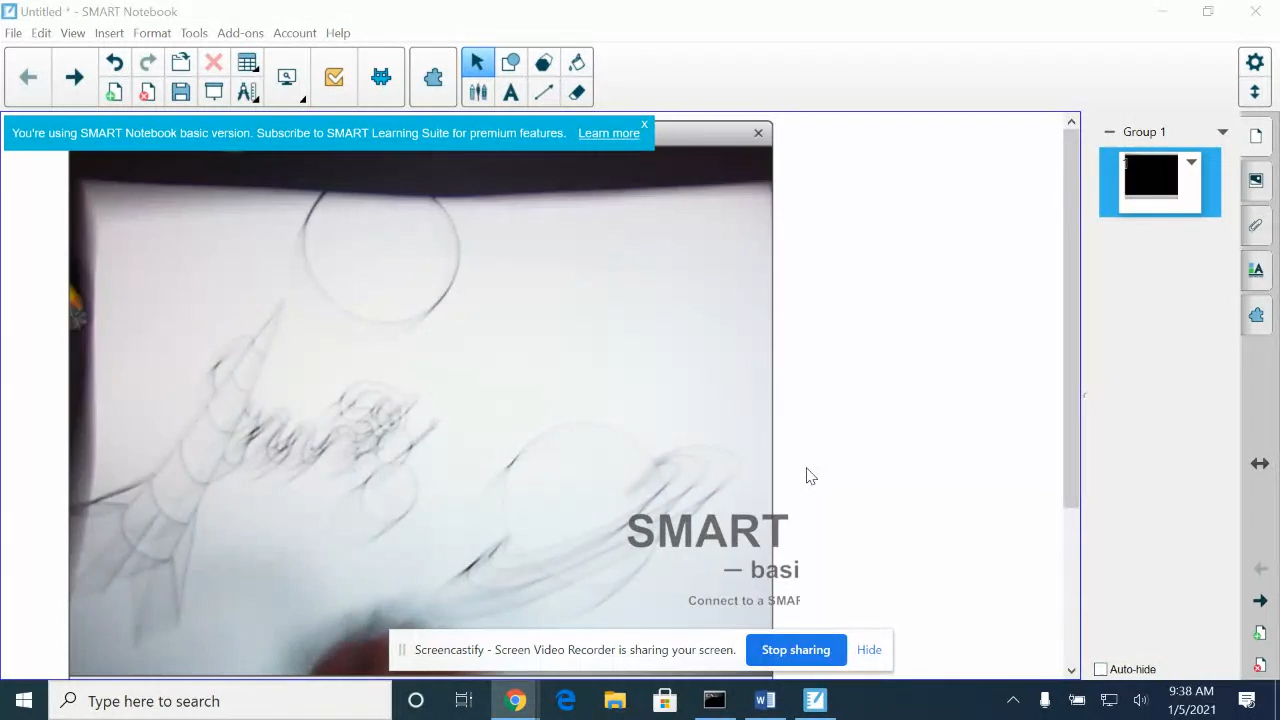 Untitled * - SMART Notebook
File Edit View Insert Format Tools Add-ons Account Help
You're using SMART Notebook basic version. Subscribe to SMART Learning Suite for premium features. Learn more x
Group 1
1
SMART
— basi
Connect to a SMAR
Screencastify - Screen Video Recorder is sharing your screen. Stop sharing Hide
Auto-hide
Type here to search
9:38 AM
1/5/2021